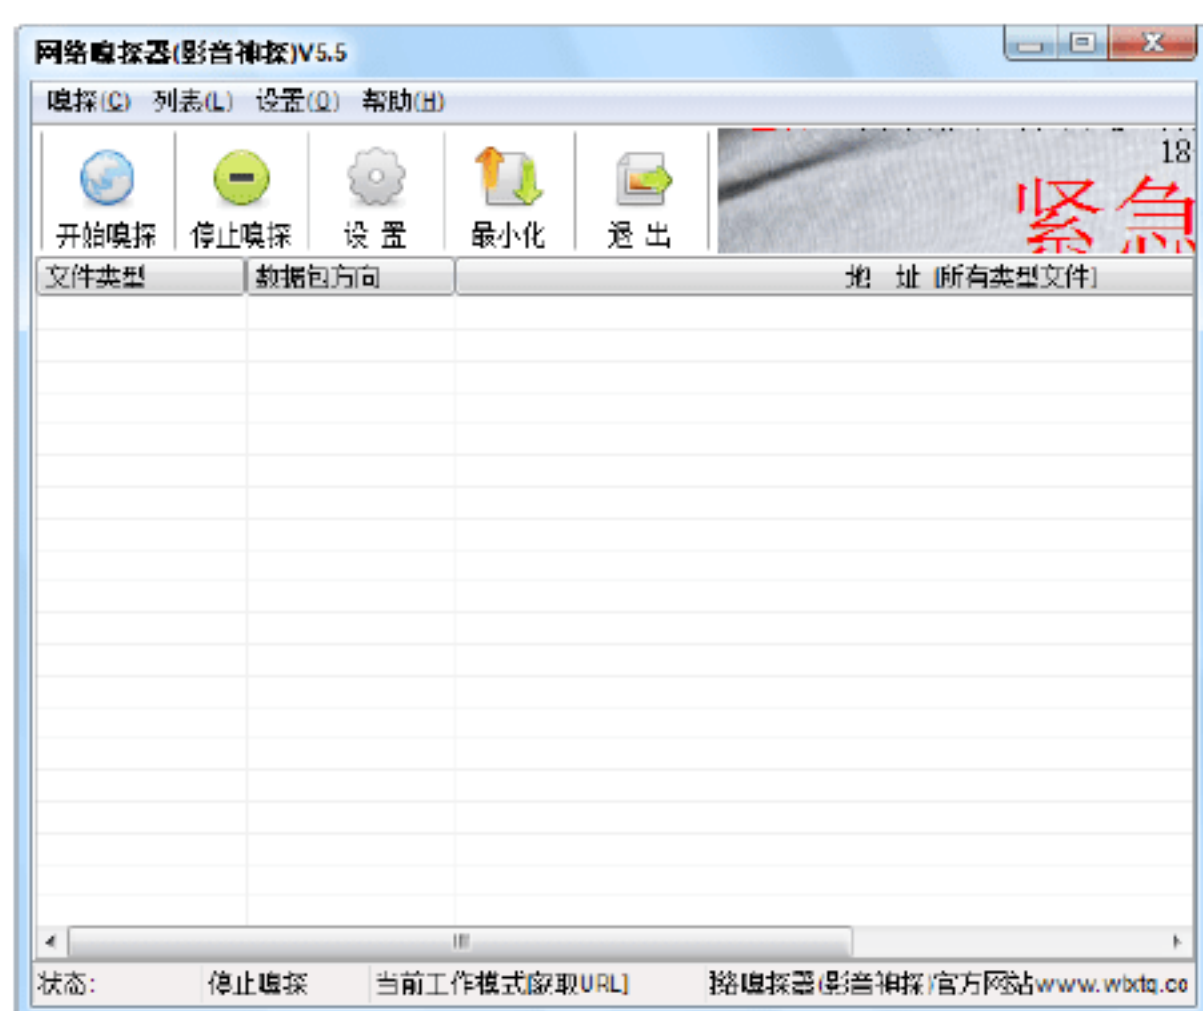 网络嗅探器(影音神探)V5.5
嗅探(C) 列表(L) 设置(O) 帮助(H)
18
紧急
开始嗅探 停止嗅探 设置 最小化 退出
文件类型 数据包方向 地 址 [所有类型文件]
状态: 停止嗅探 当前工作模式[获取URL] 络嗅探器(影音神探)官方网站www.wlxtq.co